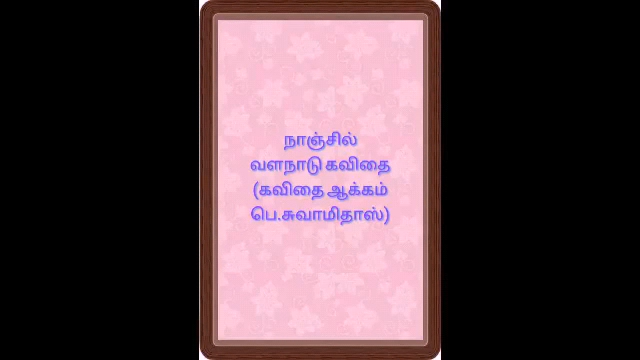 நாஞ்சில்
வளநாடு கவிதை
(கவிதை ஆக்கம்
பெ.சுவாமிதாஸ்)